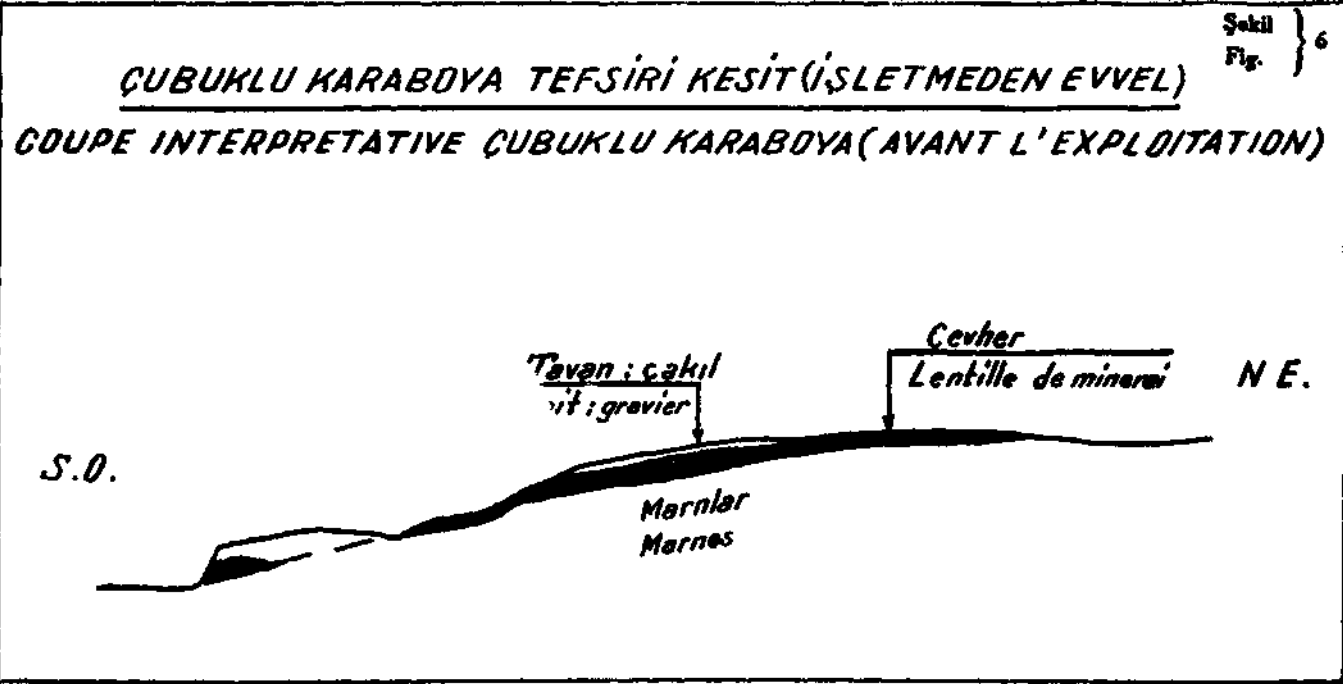 Şekil
Fig. } 6
ÇUBUKLU KARABOYA TEFSİRİ KESİT (İŞLETMEDEN EVVEL)
COUPE INTERPRETATIVE ÇUBUKLU KARABOYA (AVANT L'EXPLOITATION)
Tavan : çakıl
: gravier
Cevher
Lentille de minerai
N E.
S.O.
Marnlar
Marnes